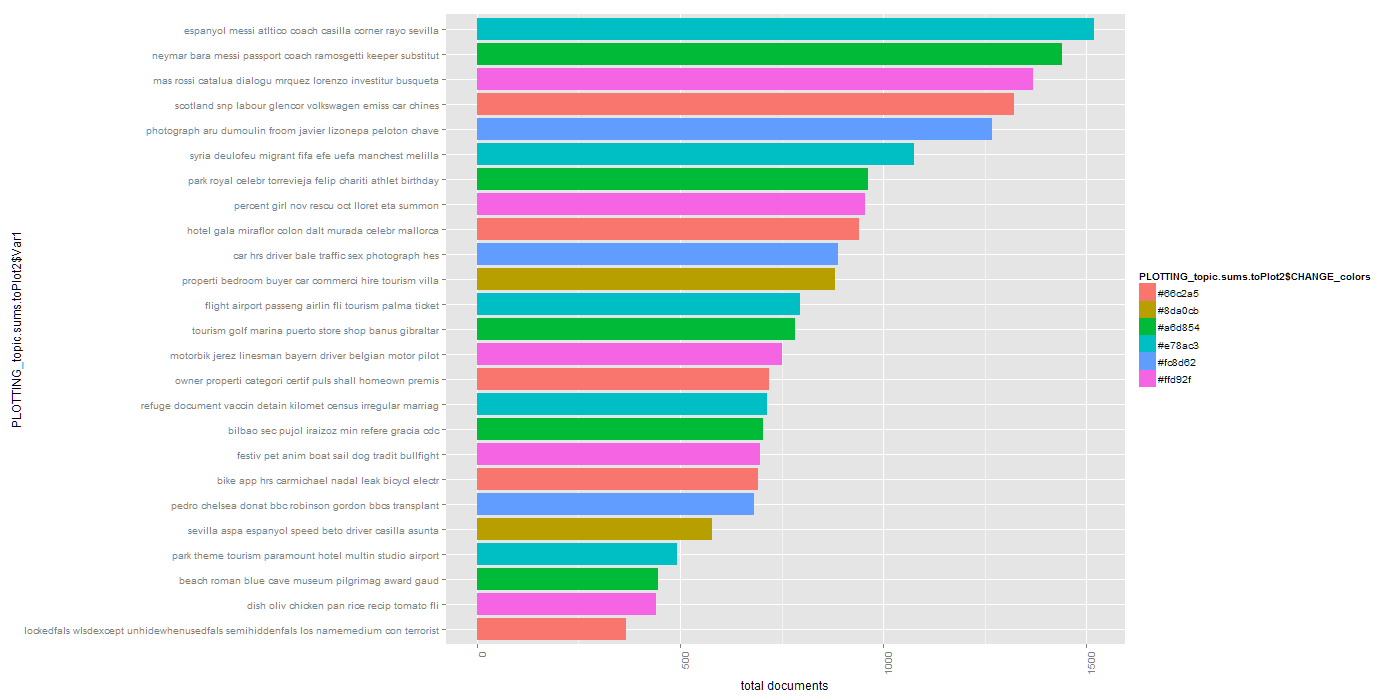 espanyol messi atltico coach casilla corner rayo sevilla
neymar bara messi passport coach ramosgetti keeper substitut
mas rossi catalua dialogu mrquez lorenzo investitur busqueta
scotland snp labour glencor volkswagen emiss car chines
photograph aru dumoulin froom javier lizonepa peloton chave
syria deulofeu migrant fifa efe uefa manchest melilla
park royal celebr torrevieja felip chariti athlet birthday
percent girl nov rescu oct lloret eta summon
hotel gala miraflor colon dalt murada celebr mallorca
car hrs driver bale traffic sex photograph hes
properti bedroom buyer car commerci hire tourism villa
flight airport passeng airlin fli tourism palma ticket
tourism golf marina puerto store shop banus gibraltar
motorbik jerez linesman bayern driver belgian motor pilot
owner properti categori certif puls shall homeown premis
refuge document vaccin detain kilomet census irregular marriag
bilbao sec pujol iraizoz min refere gracia cdc
festiv pet anim boat sail dog tradit bullfight
bike app hrs carmichael nadal leak bicycl electr
pedro chelsea donat bbc robinson gordon bbcs transplant
sevilla aspa espanyol speed beto driver casilla asunta
park theme tourism paramount hotel multin studio airport
beach roman blue cave museum pilgrimag award gaud
dish oliv chicken pan rice recip tomato fli
lockedfals wlsdexcept unhidewhenusedfals semihiddenfals los namemedium con terrorist
PLOTTING_topic.sums.toPlot2$Var1
0
500
1000
1500
total documents
PLOTTING_topic.sums.toPlot2$CHANGE_colors
#66c2a5
#8da0cb
#a6d854
#e78ac3
#fc8d62
#ffd92f